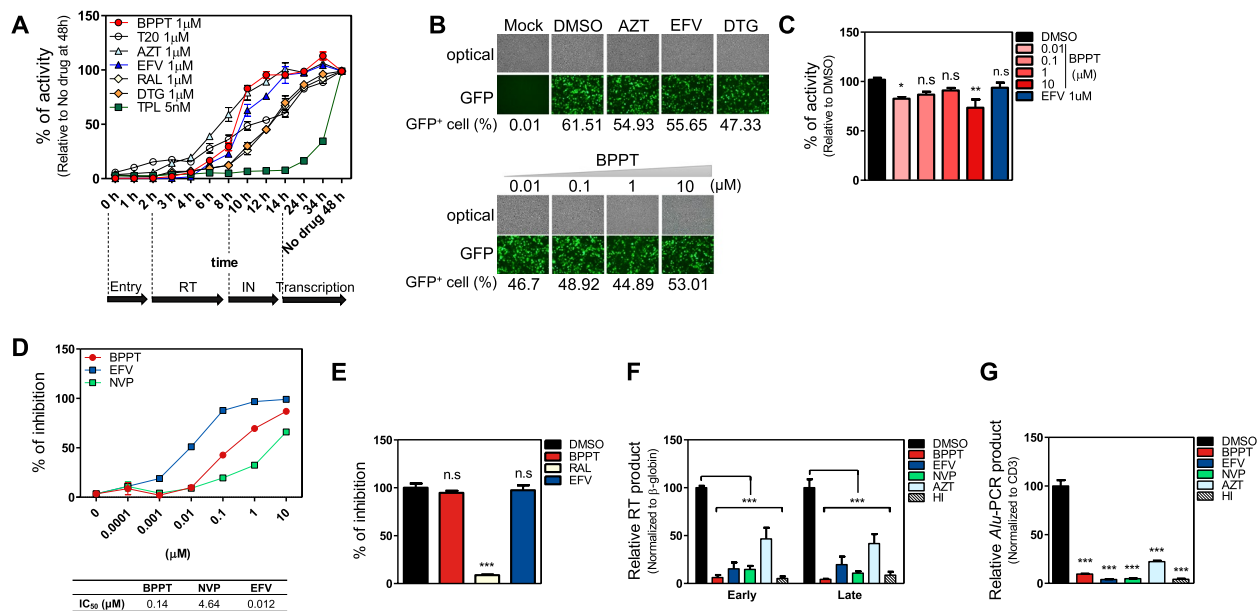 A
BPPT 1μM
T20 1μM
AZT 1μM
EFV 1μM
RAL 1μM
DTG 1μM
TPL 5nM
% of activity
(Relative to No drug at 48h)
150
100
50
0
0 h
1 h
2 h
3 h
4 h
6 h
8 h
10 h
12 h
14 h
24 h
34 h
No drug 48 h
time
Entry
RT
IN
Transcription
B
Mock DMSO AZT EFV DTG
optical
GFP
GFP+ cell (%) 0.01 61.51 54.93 55.65 47.33
BPPT
0.01 0.1 1 10 (μM)
optical
GFP
GFP+ cell (%) 46.7 48.92 44.89 53.01
C
% of activity
(Relative to DMSO)
150
100
50
0
* n.s n.s ** n.s
DMSO
0.01
0.1
1
10
BPPT
(μM)
EFV 1uM
D
% of inhibition
150
100
50
0
BPPT
EFV
NVP
0 0.0001 0.001 0.01 0.1 1 10
(μM)
BPPT NVP EFV
IC50 (μM) 0.14 4.64 0.012
E
% of inhibition
150
100
50
0
n.s *** n.s
DMSO
BPPT
RAL
EFV
F
Relative RT product
(Normalized to β-globin)
150
100
50
0
*** ***
Early Late
DMSO
BPPT
EFV
NVP
AZT
HI
G
Relative Alu-PCR product
(Normalized to CD3)
150
100
50
0
*** *** *** *** ***
DMSO
BPPT
EFV
NVP
AZT
HI